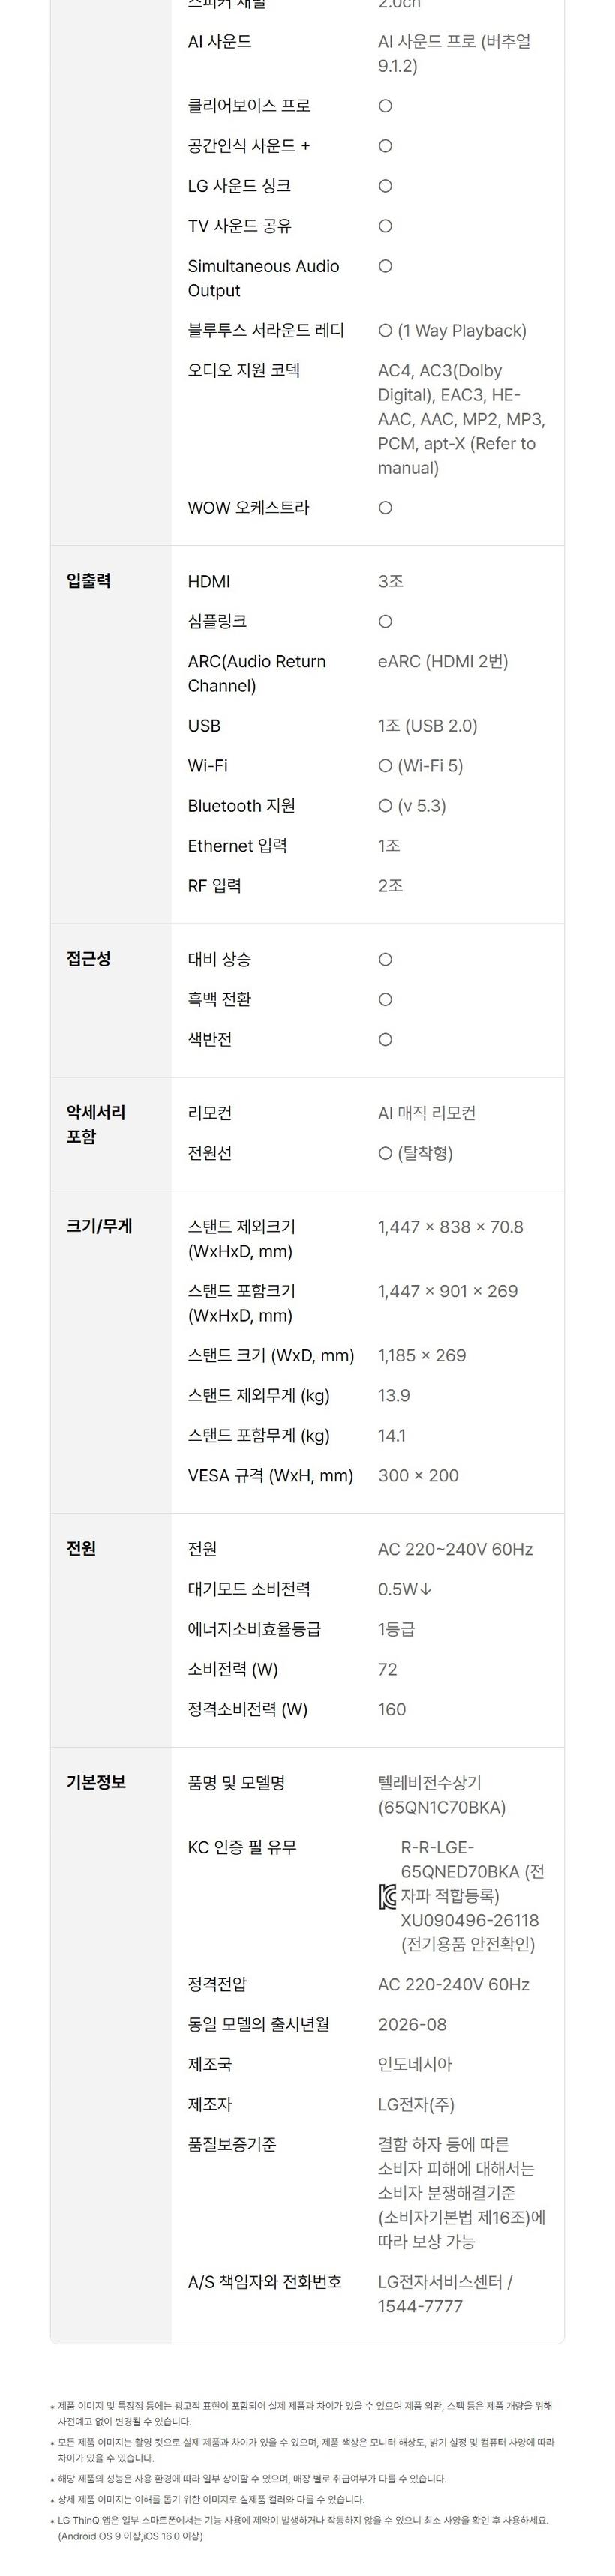 스피커 채널 2.0ch
AI 사운드 AI 사운드 프로 (버추얼
9.1.2)
클리어보이스 프로 ○
공간인식 사운드 + ○
LG 사운드 싱크 ○
TV 사운드 공유 ○
Simultaneous Audio ○
Output
블루투스 서라운드 레디 ○ (1 Way Playback)
오디오 지원 코덱 AC4, AC3(Dolby
Digital), EAC3, HE-
AAC, AAC, MP2, MP3,
PCM, apt-X (Refer to
manual)
WOW 오케스트라 ○
입출력 HDMI 3조
심플링크 ○
ARC(Audio Return eARC (HDMI 2번)
Channel)
USB 1조 (USB 2.0)
Wi-Fi ○ (Wi-Fi 5)
Bluetooth 지원 ○ (v 5.3)
Ethernet 입력 1조
RF 입력 2조
접근성 대비 상승 ○
흑백 전환 ○
색반전 ○
악세서리 리모컨 AI 매직 리모컨
포함
전원선 ○ (탈착형)
크기/무게 스탠드 제외크기 1,447 × 838 × 70.8
(WxHxD, mm)
스탠드 포함크기 1,447 × 901 × 269
(WxHxD, mm)
스탠드 크기 (WxD, mm) 1,185 × 269
스탠드 제외무게 (kg) 13.9
스탠드 포함무게 (kg) 14.1
VESA 규격 (WxH, mm) 300 × 200
전원 전원 AC 220~240V 60Hz
대기모드 소비전력 0.5W↓
에너지소비효율등급 1등급
소비전력 (W) 72
정격소비전력 (W) 160
기본정보 품명 및 모델명 텔레비전수상기
(65QN1C70BKA)
KC 인증 필 유무 R-R-LGE-
65QNED70BKA (전
자파 적합등록)
XU090496-26118
(전기용품 안전확인)
정격전압 AC 220-240V 60Hz
동일 모델의 출시년월 2026-08
제조국 인도네시아
제조자 LG전자(주)
품질보증기준 결함 하자 등에 따른
소비자 피해에 대해서는
소비자 분쟁해결기준
(소비자기본법 제16조)에
따라 보상 가능
A/S 책임자와 전화번호 LG전자서비스센터 /
1544-7777
• 제품 이미지 및 특장점 등에는 광고적 표현이 포함되어 실제 제품과 차이가 있을 수 있으며 제품 외관, 스펙 등은 제품 개량을 위해
사전예고 없이 변경될 수 있습니다.
• 모든 제품 이미지는 촬영 컷으로 실제 제품과 차이가 있을 수 있으며, 제품 색상은 모니터 해상도, 밝기 설정 및 컴퓨터 사양에 따라
차이가 있을 수 있습니다.
• 해당 제품의 성능은 사용 환경에 따라 일부 상이할 수 있으며, 매장 별로 취급여부가 다를 수 있습니다.
• 상세 제품 이미지는 이해를 돕기 위한 이미지로 실제품 컬러와 다를 수 있습니다.
• LG ThinQ 앱은 일부 스마트폰에서는 기능 사용에 제약이 발생하거나 작동하지 않을 수 있으니 최소 사양을 확인 후 사용하세요.
(Android OS 9 이상,iOS 16.0 이상)